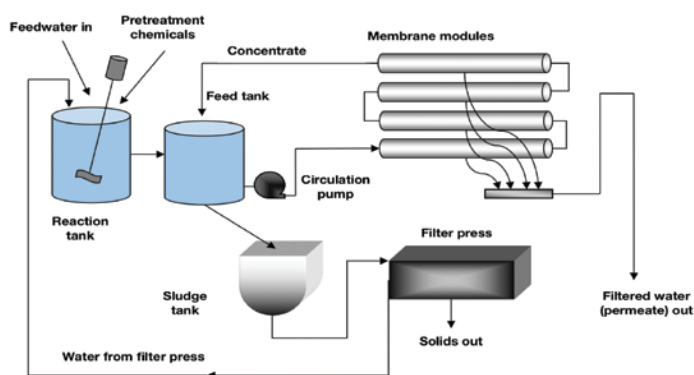 Feedwater in
Pretreatment
chemicals
Concentrate
Membrane modules
Feed tank
Circulation
pump
Reaction
tank
Filter press
Sludge
tank
Filtered water
(permeate) out
Solids out
Water from filter press